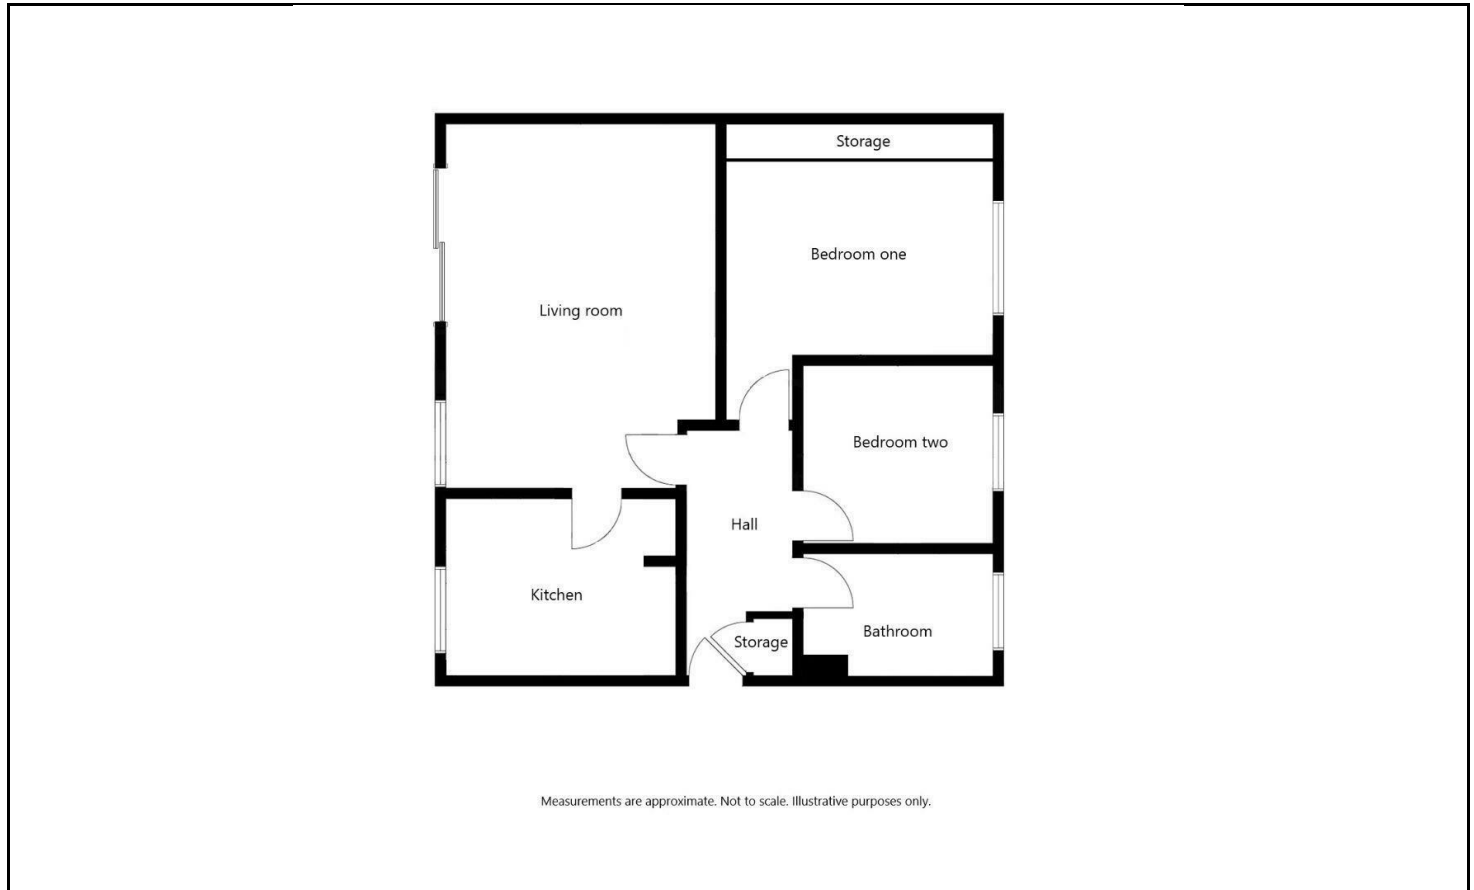 Storage
Bedroom one
Living room
Bedroom two
Hall
Kitchen
Bathroom
Storage
Measurements are approximate. Not to scale. Illustrative purposes only.